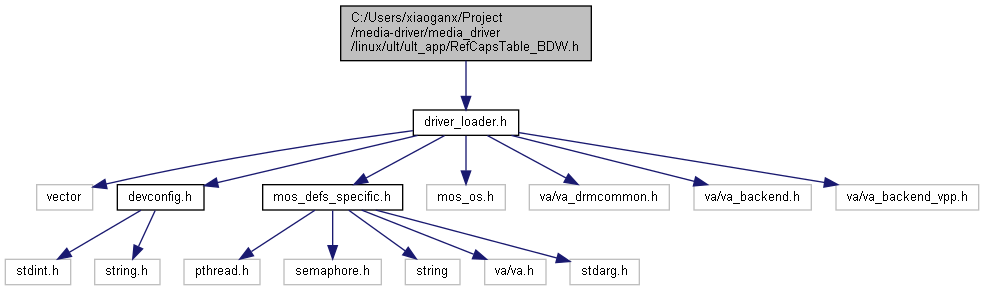 C:/Users/xiaoganx/Project
/media-driver/media_driver
/linux/ult/ult_app/RefCapsTable_BDW.h
driver_loader.h
vector
devconfig.h
mos_defs_specific.h
mos_os.h
va/va_drmcommon.h
va/va_backend.h
va/va_backend_vpp.h
stdint.h
string.h
pthread.h
semaphore.h
string
va/va.h
stdarg.h